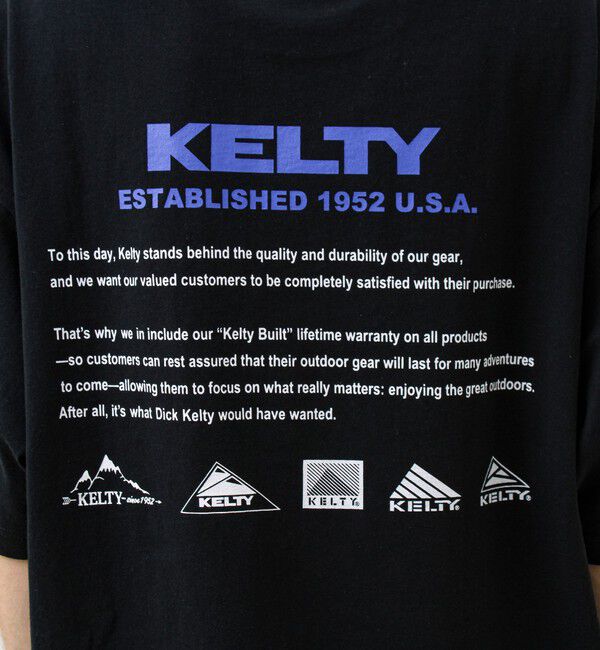 KELTY
ESTABLISHED 1952 U.S.A.
To this day, Kelty stands behind the quality and durability of our gear,
and we want our valued customers to be completely satisfied with their purchase.
That's why we in include our "Kelty Built" lifetime warranty on all products
—so customers can rest assured that their outdoor gear will last for many adventures
to come—allowing them to focus on what really matters: enjoying the great outdoors.
After all, it's what Dick Kelty would have wanted.
KELTY since 1952
KELTY
KELTY®
KELTY®
KELTY®